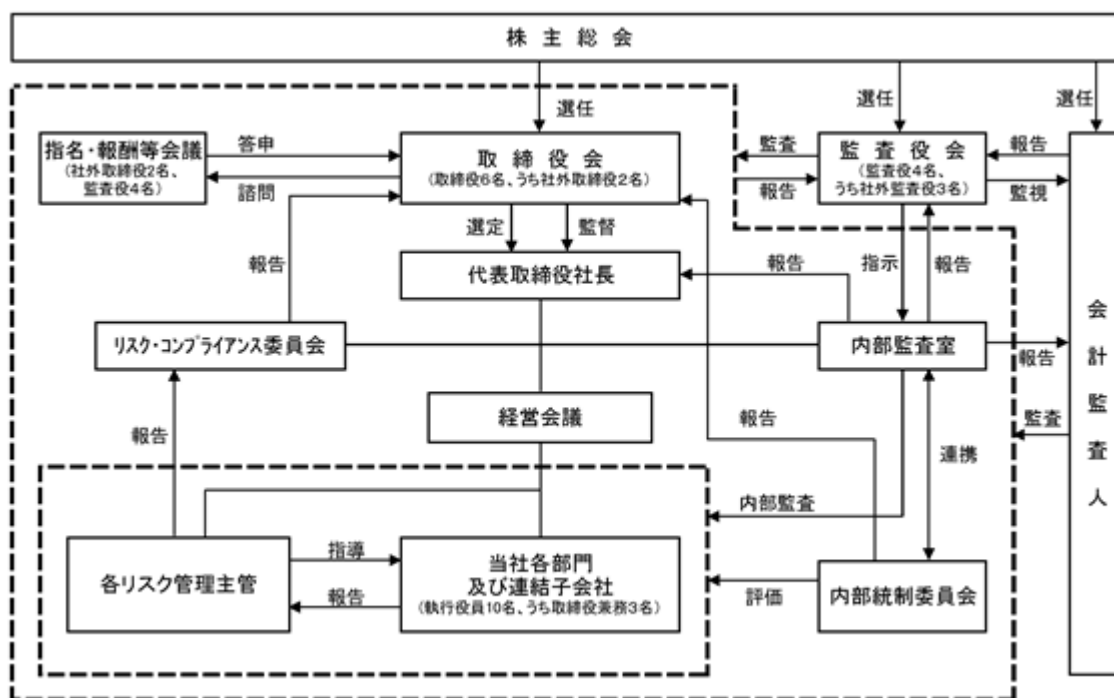 株主総会
選任
選任
選任
指名・報酬等会議
(社外取締役2名、
監査役4名)
答申
諮問
取締役会
(取締役6名、うち社外取締役2名)
監査
報告
監査役会
(監査役4名、
うち社外監査役3名)
報告
監視
選定
監督
報告
代表取締役社長
報告
指示
報告
リスク・コンプライアンス委員会
内部監査室
報告
会計監査人
経営会議
報告
報告
監査
連携
内部監査
各リスク管理主管
指導
報告
当社各部門
及び連結子会社
(執行役員10名、うち取締役兼務3名)
評価
内部統制委員会